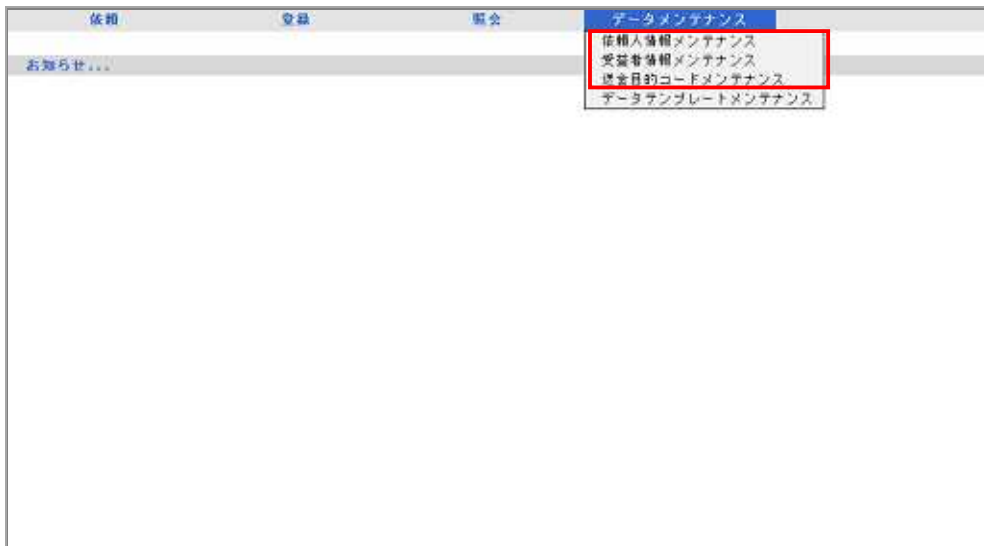 依頼 登録 照会 データメンテナンス
依頼人情報メンテナンス
お知らせ... 受益者情報メンテナンス
送金目的コードメンテナンス
データテンプレートメンテナンス